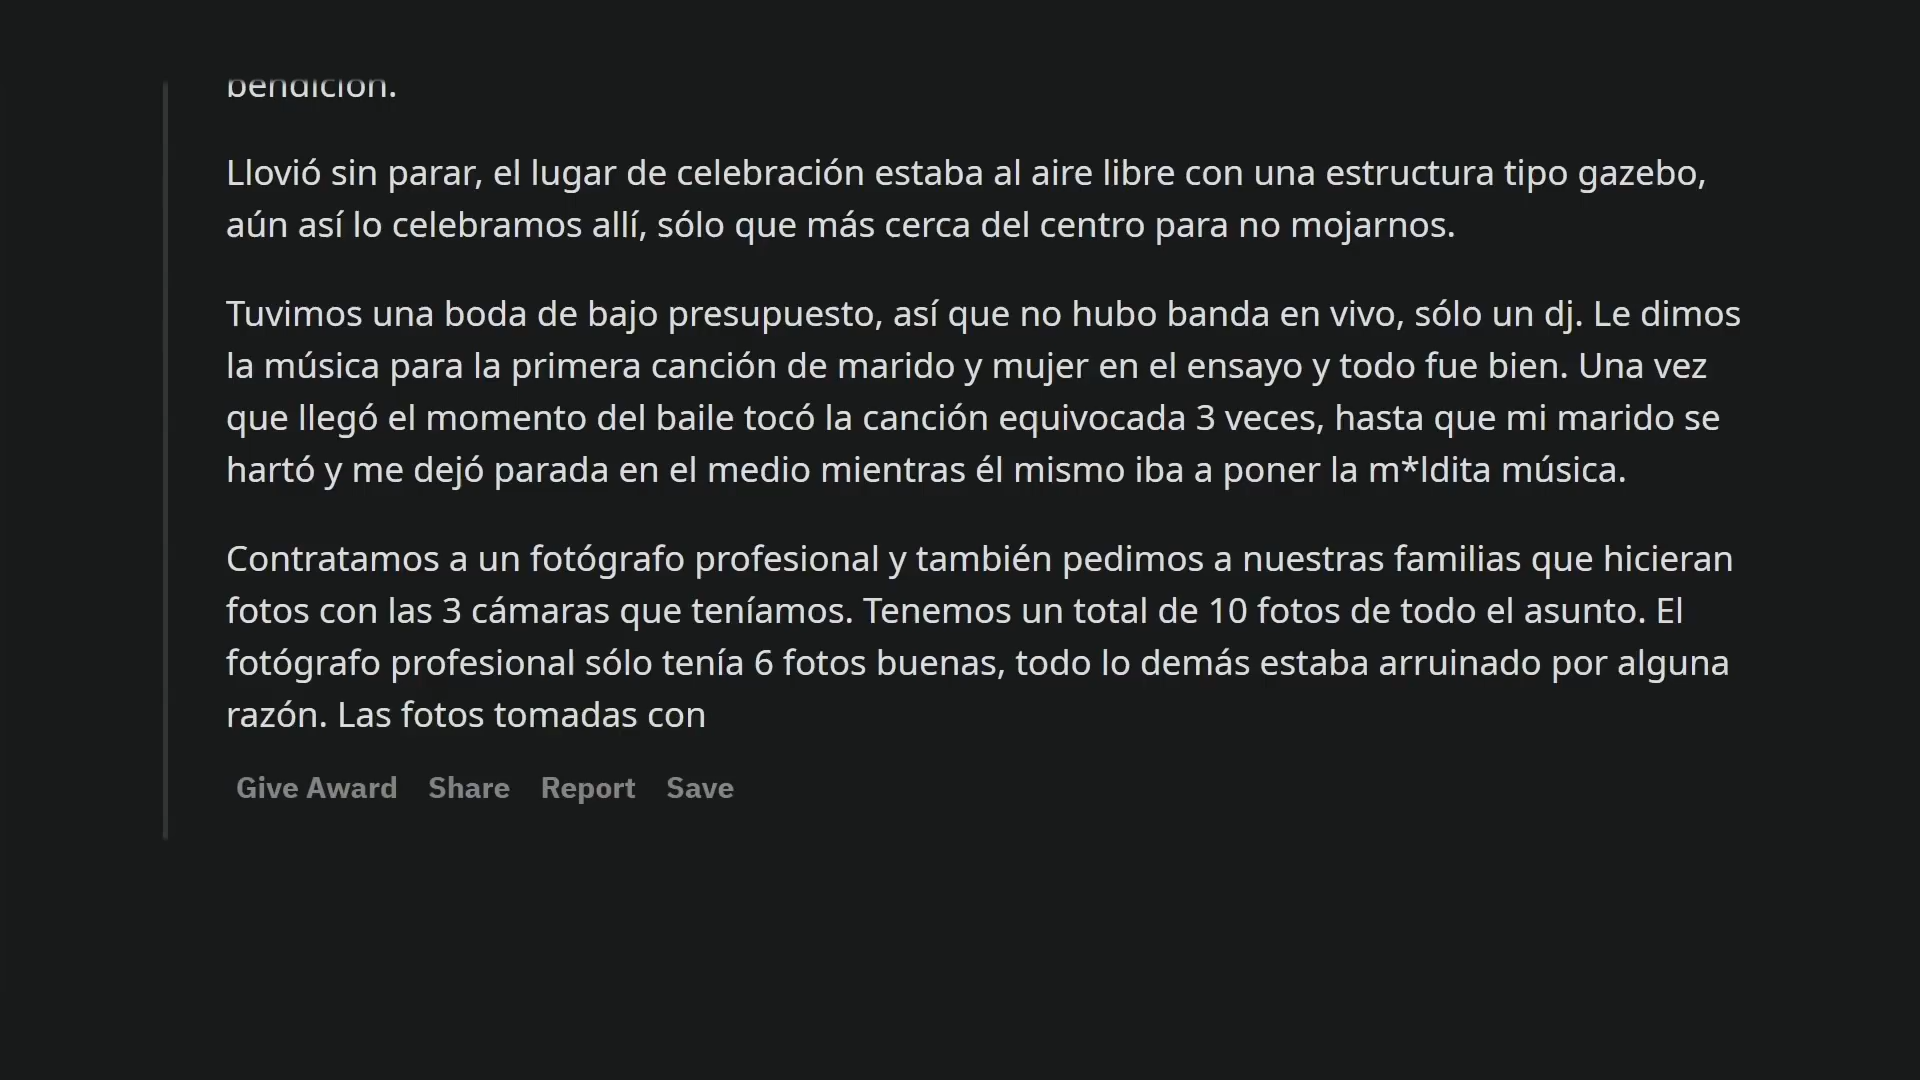 bendición.
Llovió sin parar, el lugar de celebración estaba al aire libre con una estructura tipo gazebo,
aún así lo celebramos allí, sólo que más cerca del centro para no mojarnos.
Tuvimos una boda de bajo presupuesto, así que no hubo banda en vivo, sólo un dj. Le dimos
la música para la primera canción de marido y mujer en el ensayo y todo fue bien. Una vez
que llegó el momento del baile tocó la canción equivocada 3 veces, hasta que mi marido se
hartó y me dejó parada en el medio mientras él mismo iba a poner la m*ldita música.
Contratamos a un fotógrafo profesional y también pedimos a nuestras familias que hicieran
fotos con las 3 cámaras que teníamos. Tenemos un total de 10 fotos de todo el asunto. El
fotógrafo profesional sólo tenía 6 fotos buenas, todo lo demás estaba arruinado por alguna
razón. Las fotos tomadas con
Give Award Share Report Save